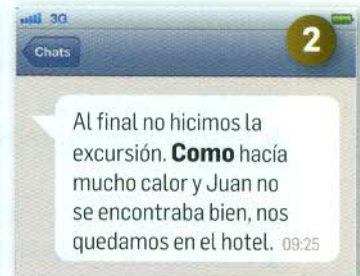 3G
2
Chats
Al final no hicimos la
excursión. Como hacía
mucho calor y Juan no
se encontraba bien, nos
quedamos en el hotel. 09:25